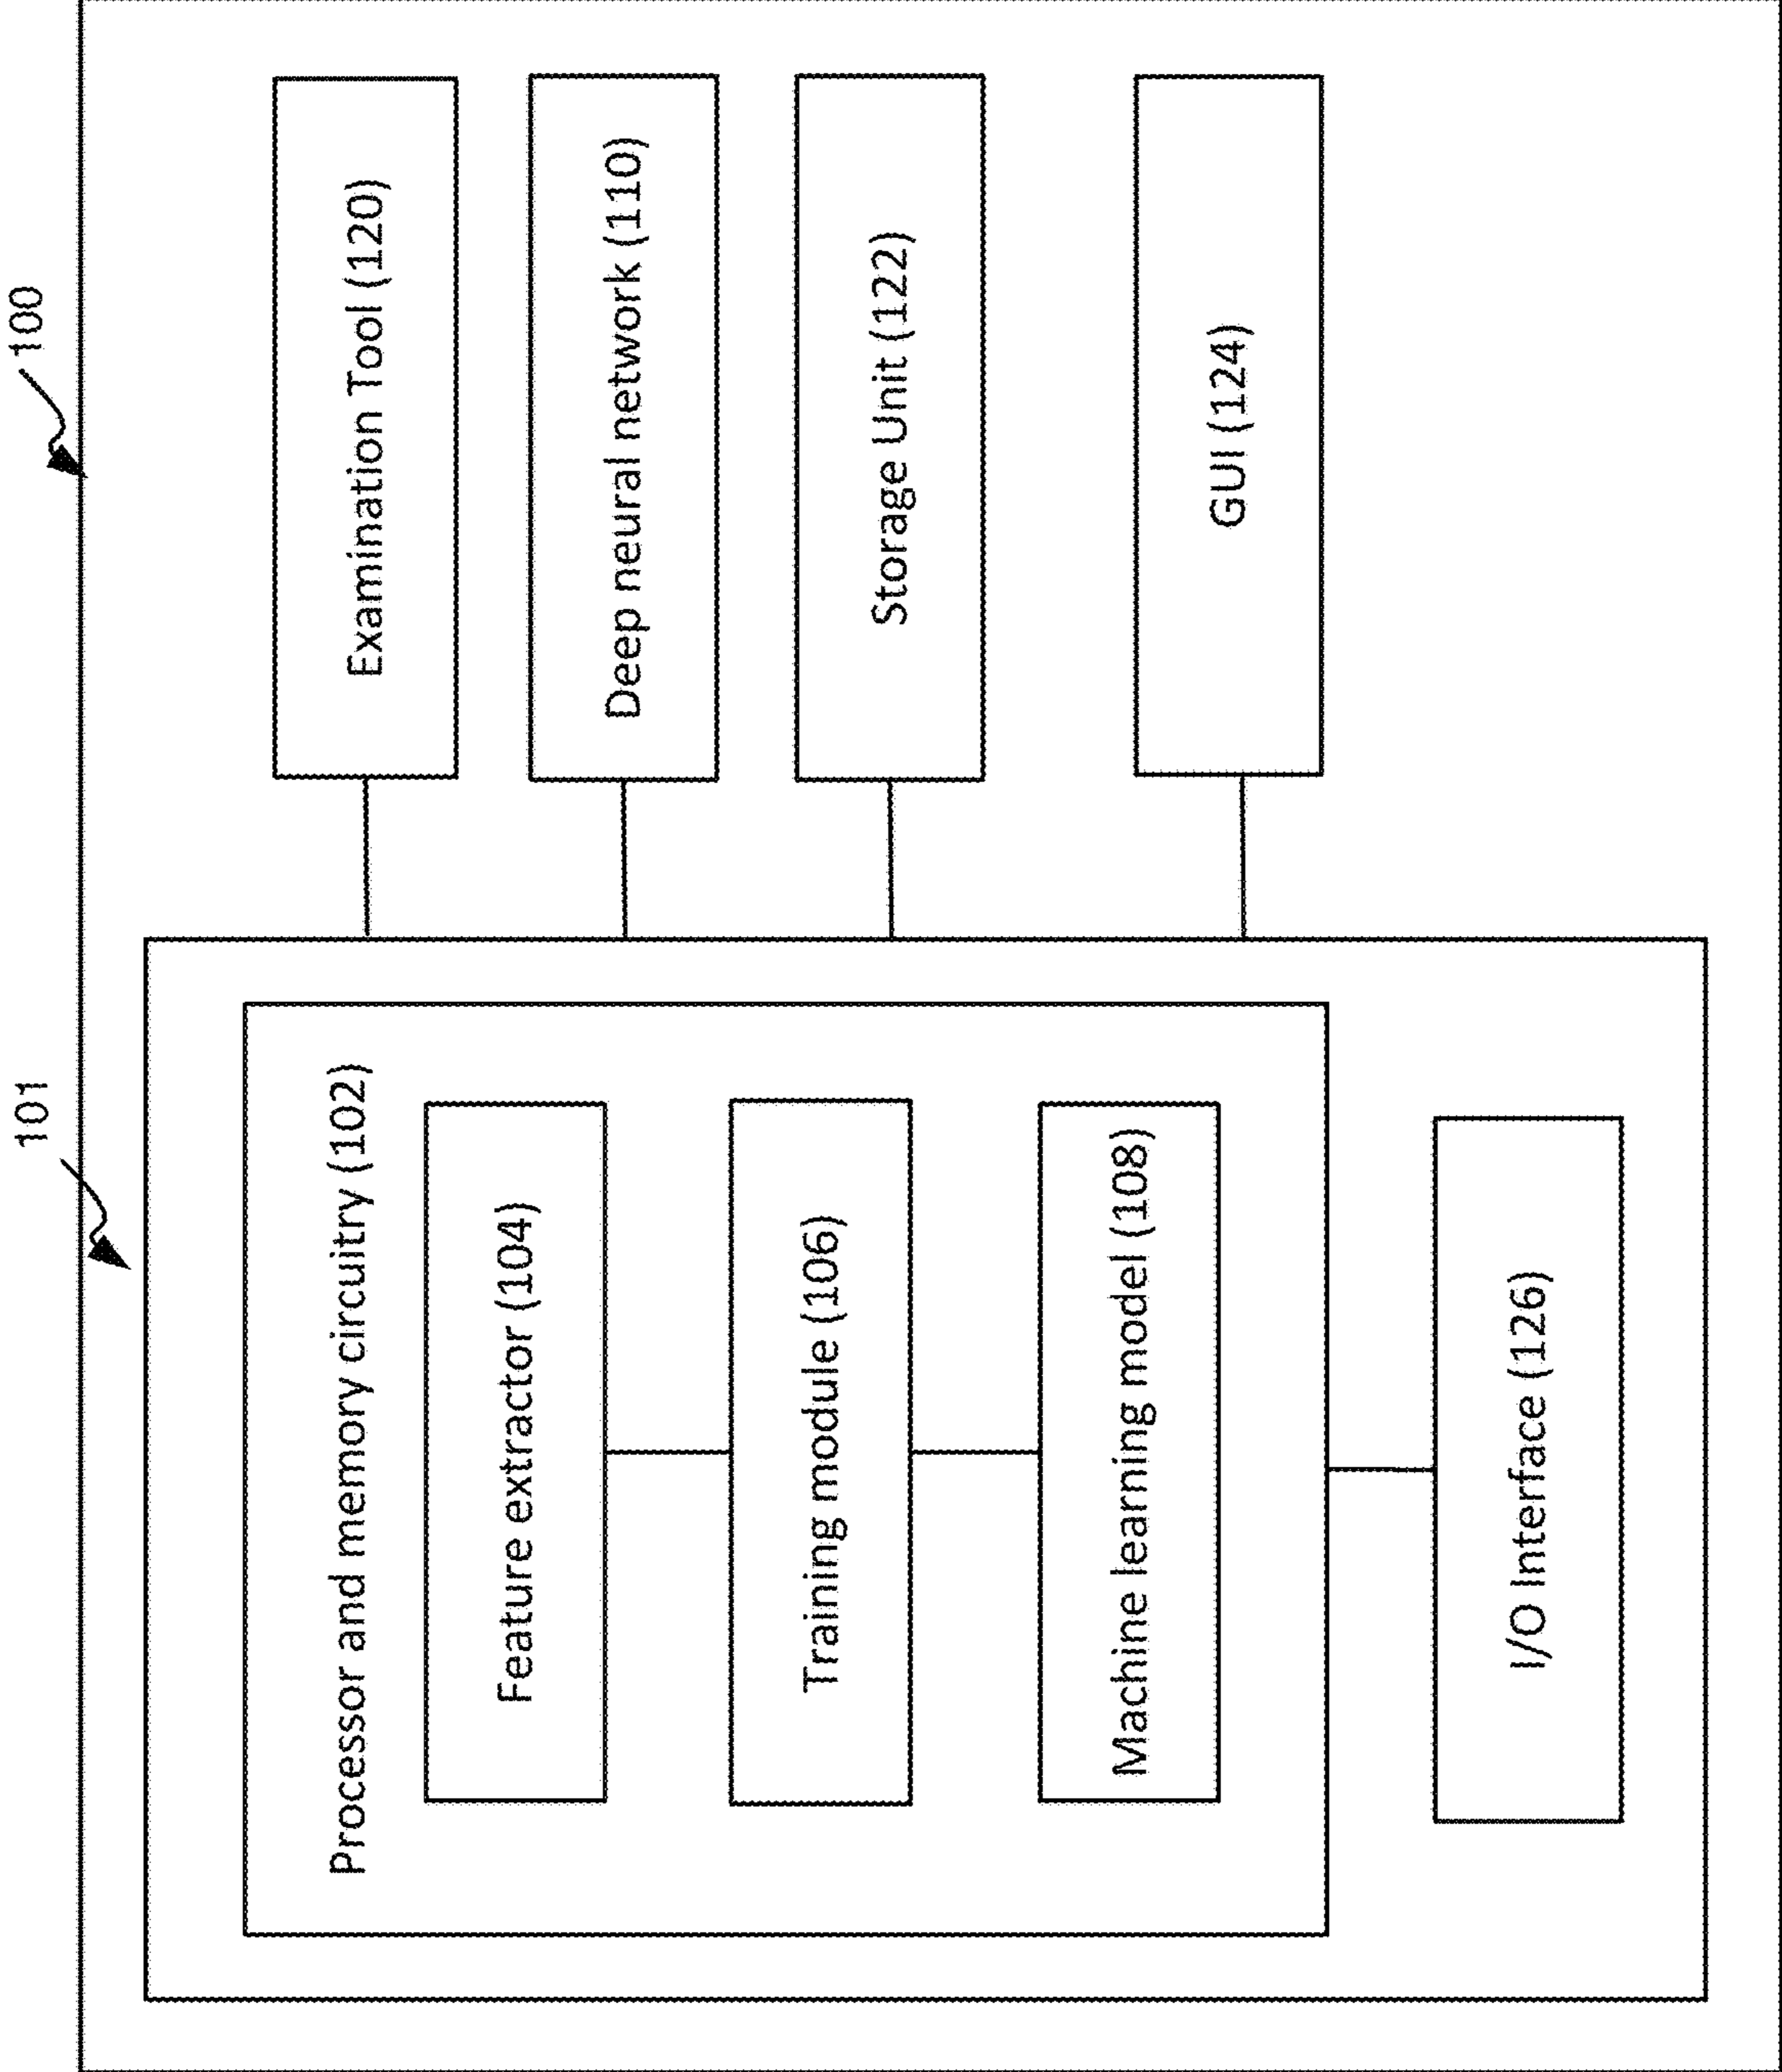 100
101
Processor and memory circuitry (102)
Feature extractor (104)
Training module (106)
Machine learning model (108)
I/O Interface (126)
Examination Tool (120)
Deep neural network (110)
Storage Unit (122)
GUI (124)